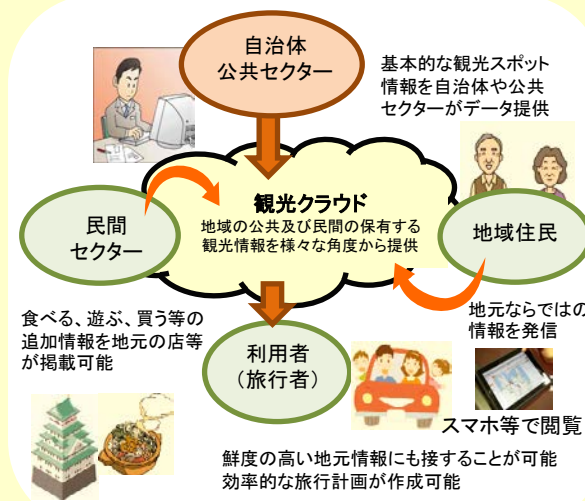 自治体
公共セクター
基本的な観光スポット
情報を自治体や公共
セクターがデータ提供
観光クラウド
地域の公共及び民間の保有する
観光情報を様々な角度から提供
民間
セクター
地域住民
食べる、遊ぶ、買う等の
追加情報を地元の店等
が掲載可能
地元ならではの
情報を発信
利用者
(旅行者)
スマホ等で閲覧
鮮度の高い地元情報にも接することが可能
効率的な旅行計画が作成可能